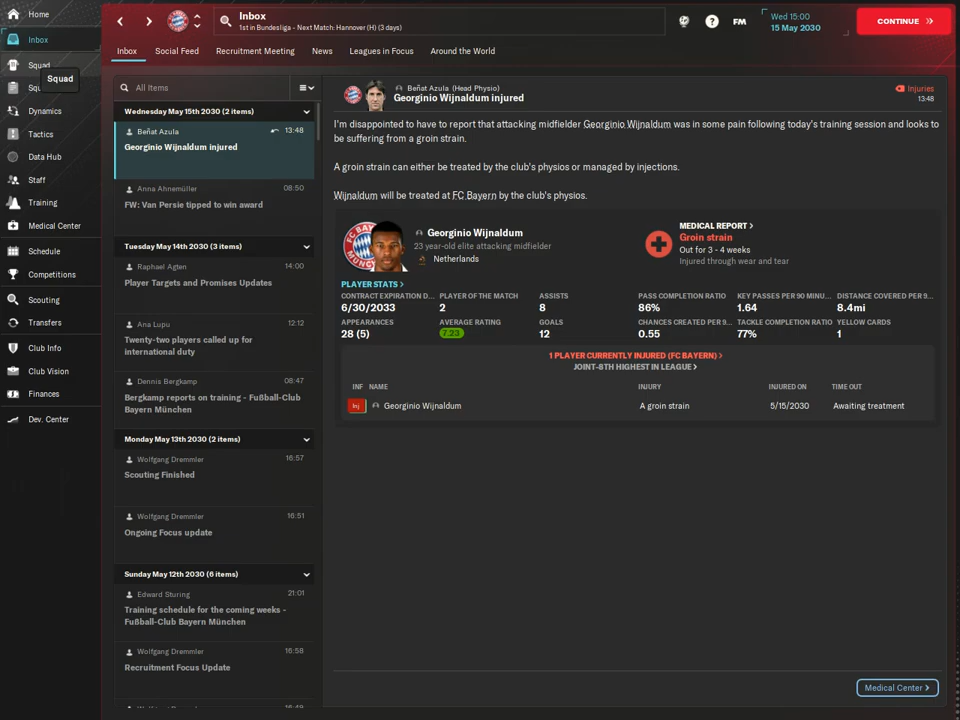 Home
Inbox
Squad
Squ
Squad
Dynamics
Tactics
Data Hub
Staff
Training
Medical Center
Schedule
Competitions
Scouting
Transfers
Club Info
Club Vision
Finances
Dev. Center
Inbox
1st in Bundesliga - Next Match: Hannover (H) (3 days)
?
FM
Wed 15:00
15 May 2030
CONTINUE
Inbox
Social Feed
Recruitment Meeting
News
Leagues in Focus
Around the World
All Items
Wednesday May 15th 2030 (2 items)
Beñat Azula
13:48
Georginio Wijnaldum injured
Anna Ahnemüller
08:50
FW: Van Persie tipped to win award
Tuesday May 14th 2030 (3 items)
Raphael Agten
14:00
Player Targets and Promises Updates
Ana Lupu
12:12
Twenty-two players called up for
international duty
Dennis Bergkamp
08:47
Bergkamp reports on training - Fußball-Club
Bayern München
Monday May 13th 2030 (2 items)
Wolfgang Dremmler
16:57
Scouting Finished
Wolfgang Dremmler
16:51
Ongoing Focus update
Sunday May 12th 2030 (6 items)
Edward Sturing
21:01
Training schedule for the coming weeks -
Fußball-Club Bayern München
Wolfgang Dremmler
16:58
Recruitment Focus Update
Beñat Azula (Head Physio)
Georginio Wijnaldum injured
Injuries
13:48
I'm disappointed to have to report that attacking midfielder Georginio Wijnaldum was in some pain following today's training session and looks to
be suffering from a groin strain.
A groin strain can either be treated by the club's physios or managed by injections.
Wijnaldum will be treated at FC Bayern by the club's physios.
Georginio Wijnaldum
23 year-old elite attacking midfielder
Netherlands
MEDICAL REPORT >
Groin strain
Out for 3 - 4 weeks
Injured through wear and tear
PLAYER STATS >
CONTRACT EXPIRATION D...
PLAYER OF THE MATCH
ASSISTS
PASS COMPLETION RATIO
KEY PASSES PER 90 MINU...
DISTANCE COVERED PER 9...
6/30/2033
2
8
86%
1.64
8.4mi
APPEARANCES
AVERAGE RATING
GOALS
CHANCES CREATED PER 9...
TACKLE COMPLETION RATIO
YELLOW CARDS
28 (5)
7.23
12
0.55
77%
1
1 PLAYER CURRENTLY INJURED (FC BAYERN) >
JOINT-8TH HIGHEST IN LEAGUE >
INF
NAME
INJURY
INJURED ON
TIME OUT
Inj
Georginio Wijnaldum
A groin strain
5/15/2030
Awaiting treatment
Medical Center >